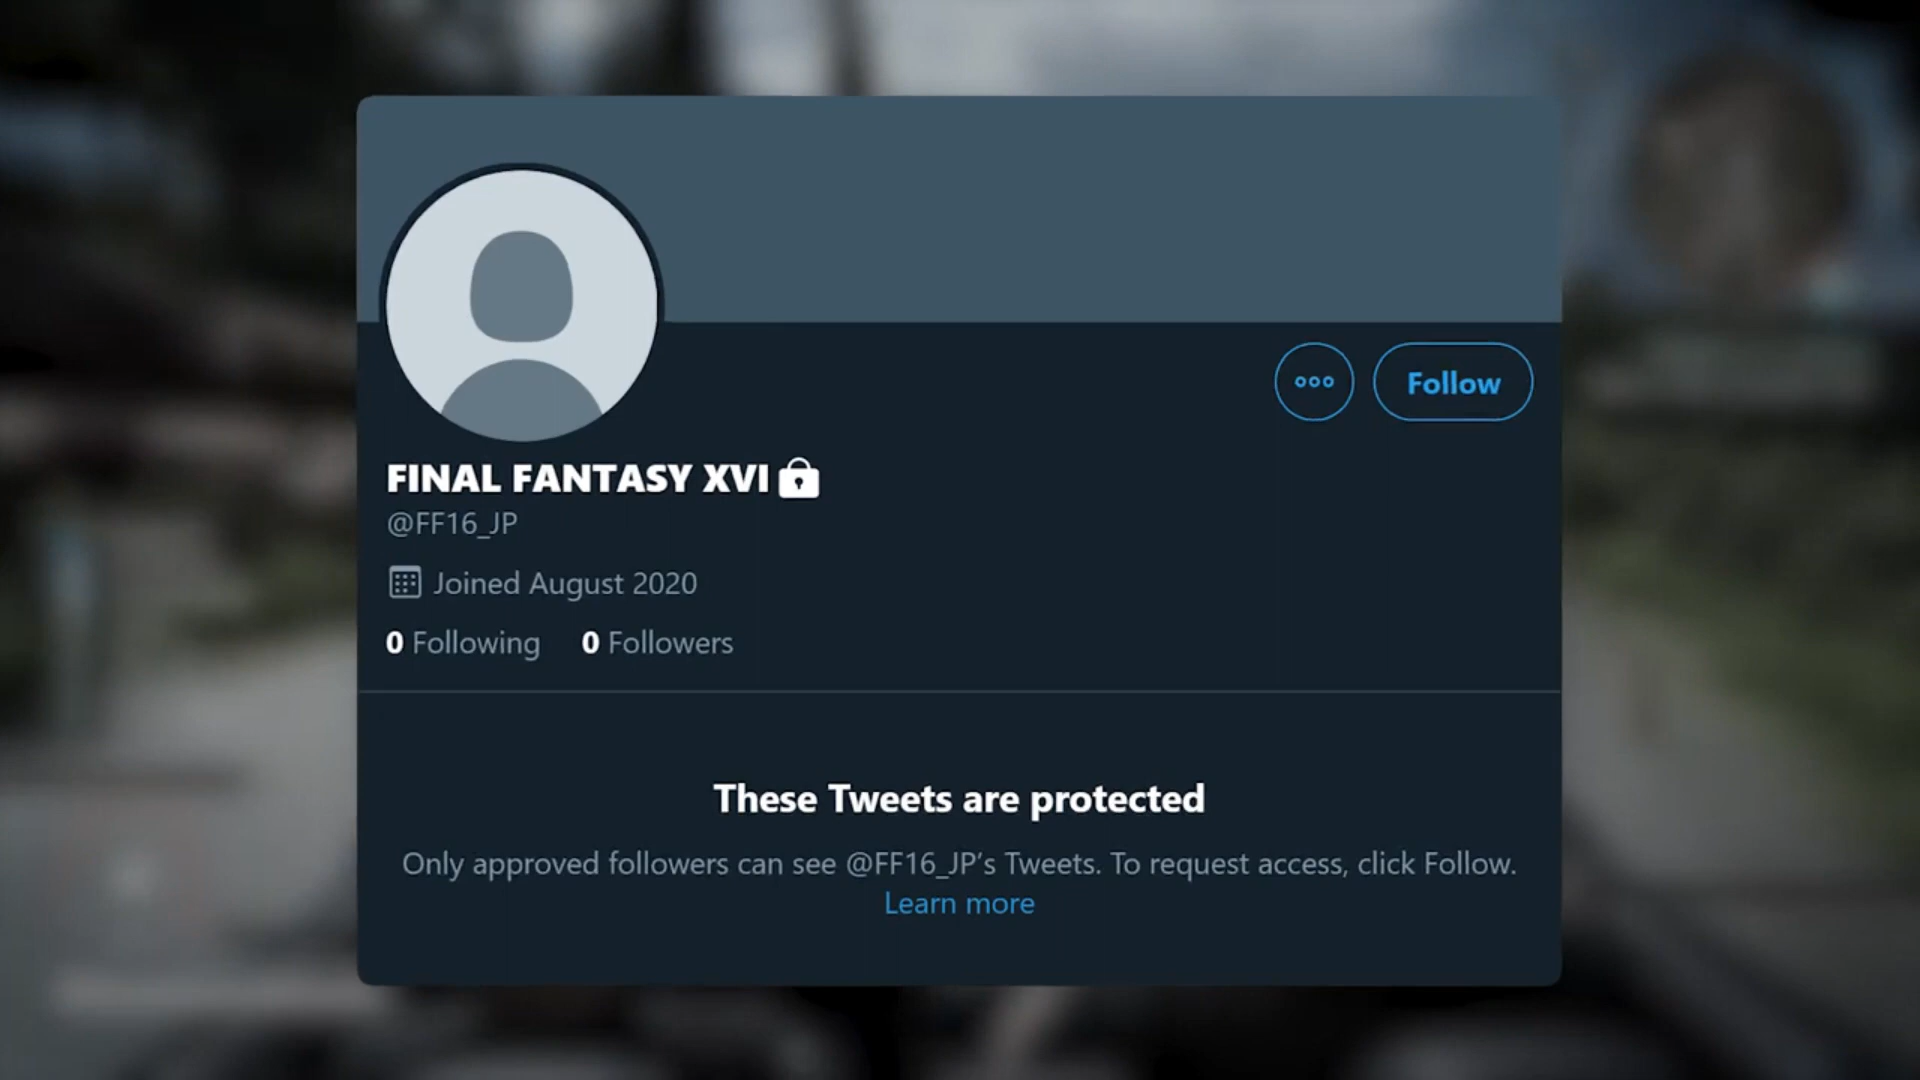 Follow
FINAL FANTASY XVI
@FF16_JP
Joined August 2020
0 Following 0 Followers
These Tweets are protected
Only approved followers can see @FF16_JP’s Tweets. To request access, click Follow.
Learn more